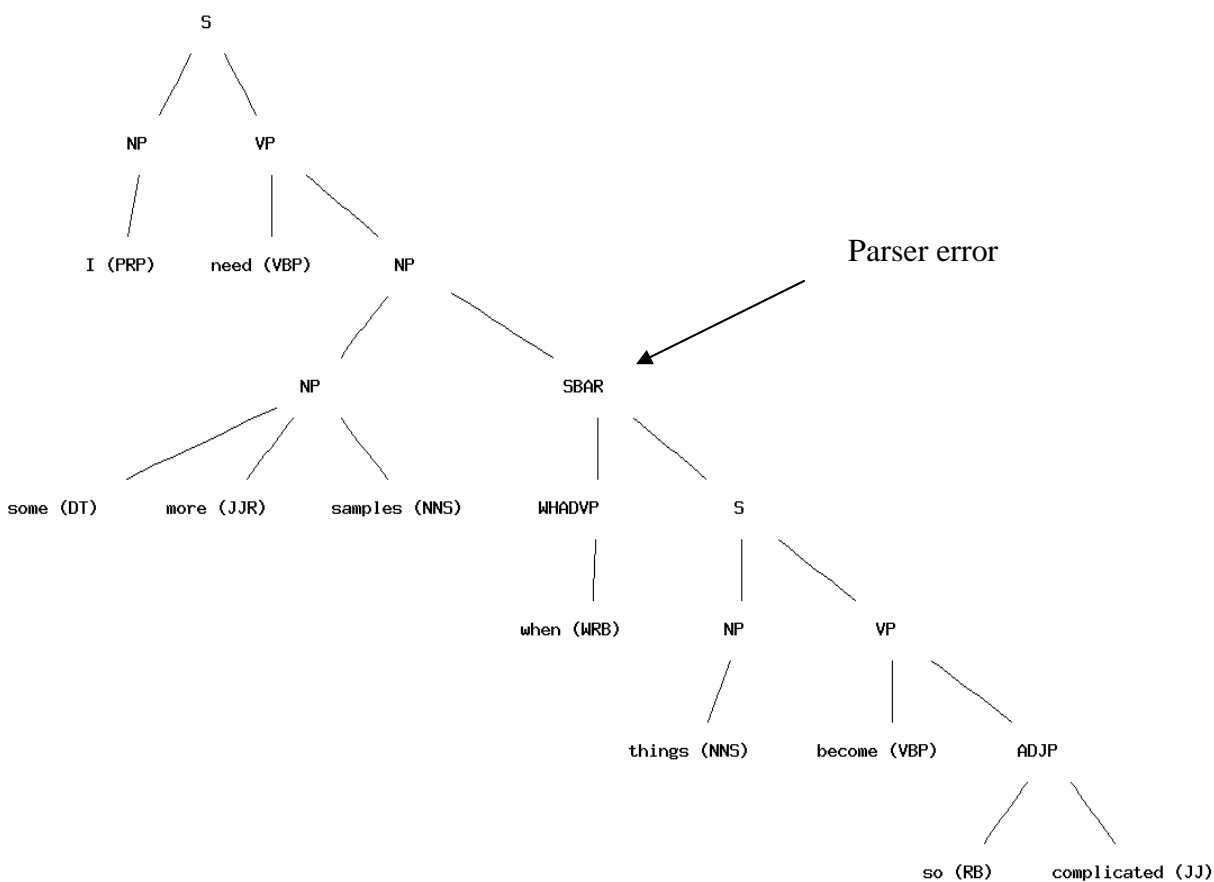 S
NP VP
Parser error
I (PRP) need (VBP) NP
NP SBAR
some (DT) more (JJR) samples (NNS) WHADVP S
when (WRB) NP VP
things (NNS) become (VBP) ADJP
so (RB) complicated (JJ)